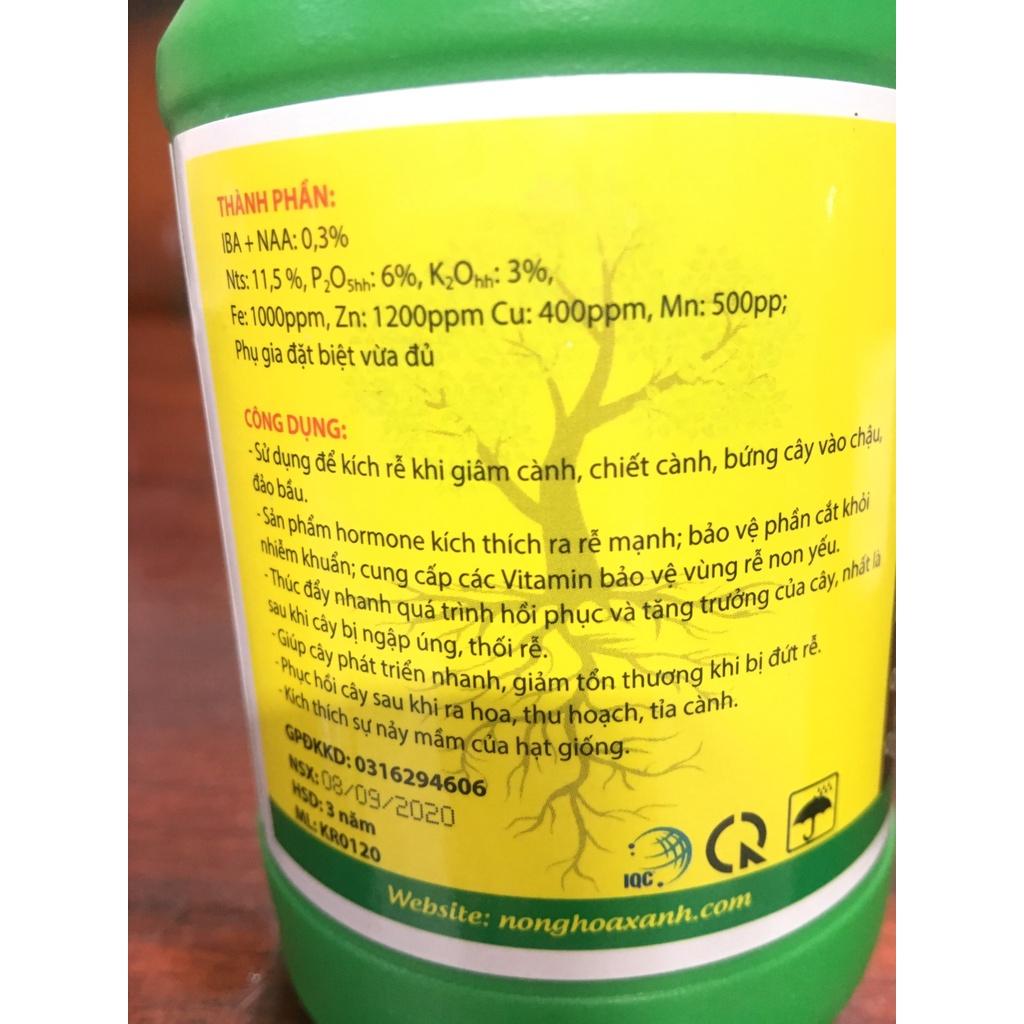 THÀNH PHẦN:
IBA + NAA: 0,3%
Nts: 11,5 %, P₂O₅hh: 6%, K₂Ohh: 3%,
Fe: 1000ppm, Zn: 1200ppm Cu: 400ppm, Mn: 500pp;
Phụ gia đặt biệt vừa đủ
CÔNG DỤNG:
-Sử dụng để kích rễ khi giâm cành, chiết cành, bứng cây vào chậu,
đảo bầu.
-Sản phẩm hormone kích thích ra rễ mạnh; bảo vệ phần cắt khỏi
nhiễm khuẩn; cung cấp các Vitamin bảo vệ vùng rễ non yếu.
-Thúc đẩy nhanh quá trình hồi phục và tăng trưởng của cây, nhất là
sau khi cây bị ngập úng, thối rễ.
-Giúp cây phát triển nhanh, giảm tổn thương khi bị đứt rễ.
-Phục hồi cây sau khi ra hoa, thu hoạch, tỉa cành.
-Kích thích sự nảy mầm của hạt giống.
GPĐKKD: 0316294606
NSX: 08/09/2020
HSD: 3 năm
ML: KR0120
IQC
Website: nonghoaxanh.com